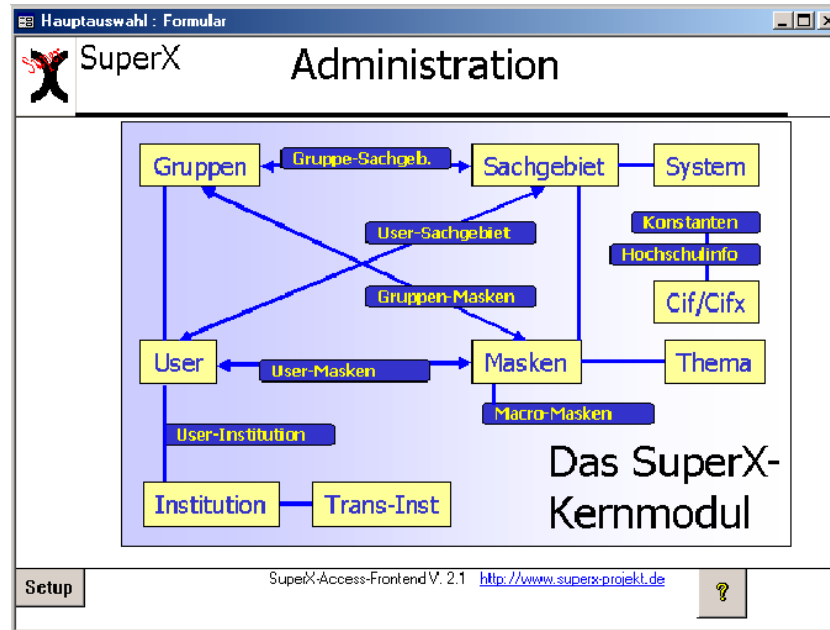 Hauptauswahl : Formular
Super
SuperX
Administration
Gruppen
Gruppe-Sachgeb.
Sachgebiet
System
Konstanten
User-Sachgebiet
Hochschulinfo
Gruppen-Masken
Cif/Cifx
User
User-Masken
Masken
Thema
Macro-Masken
User-Institution
Das SuperX-
Kernmodul
Institution
Trans-Inst
Setup
SuperX-Access-Frontend V. 2.1 http://www.superx-projekt.de
?